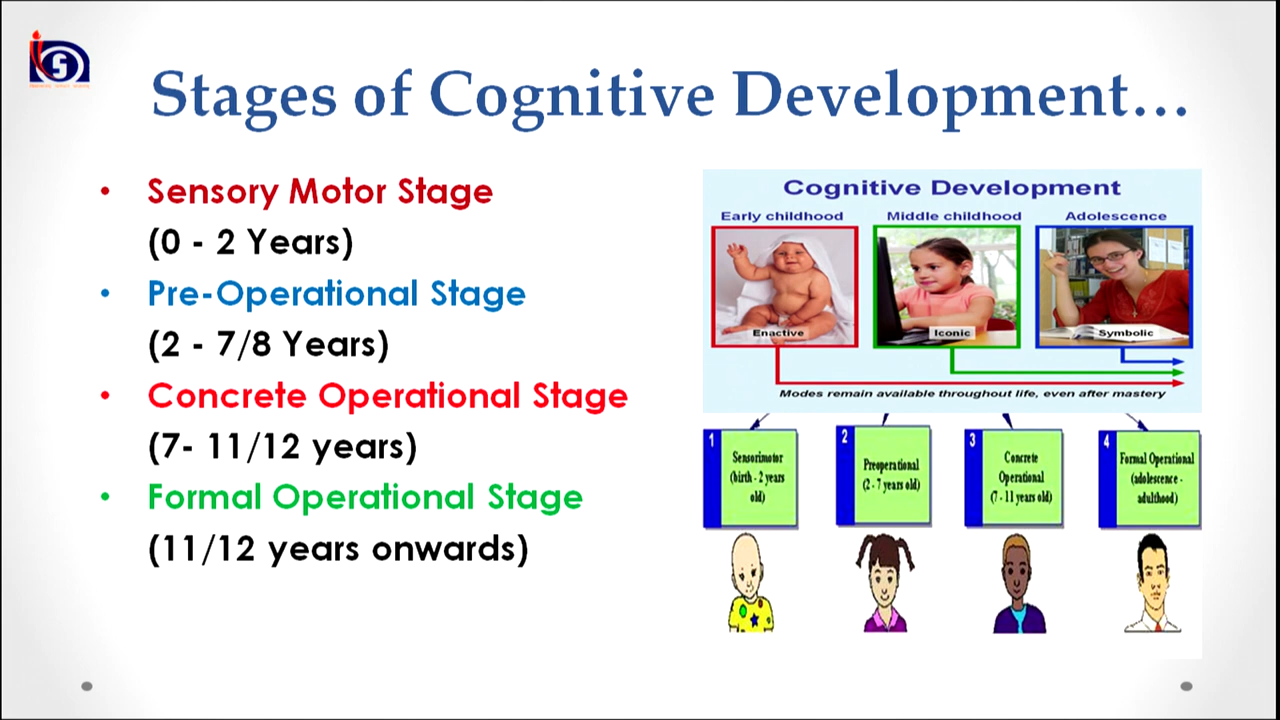 Stages of Cognitive Development...
• Sensory Motor Stage
(0 - 2 Years)
• Pre-Operational Stage
(2 - 7/8 Years)
• Concrete Operational Stage
(7- 11/12 years)
• Formal Operational Stage
(11/12 years onwards)
Cognitive Development
Early childhood
Middle childhood
Adolescence
Enactive
Iconic
Symbolic
Modes remain available throughout life, even after mastery
1
Sensorimotor
(birth - 2 years
old)
2
Preoperational
(2 - 7 years old)
3
Concrete
Operational
(7 - 11 years old)
4
Formal Operational
(adolescence -
adulthood)